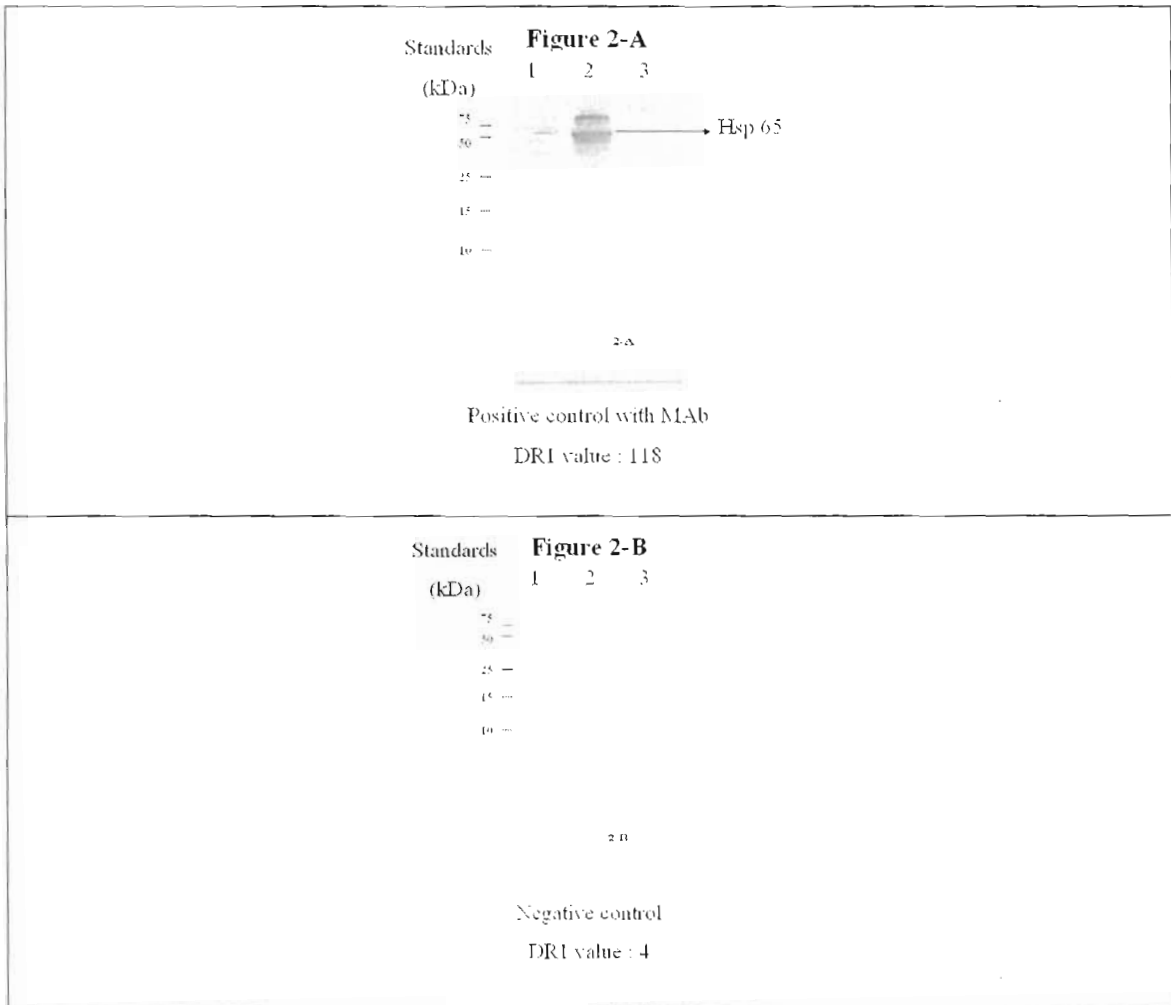 Figure 2-A
Standards
(kDa)
1 2 3
75
50
25
15
10
Hsp 65
2-A
Positive control with MAb
DRI value : 118
Figure 2-B
Standards
(kDa)
1 2 3
75
50
25
15
10
2-B
Negative control
DRI value : 4